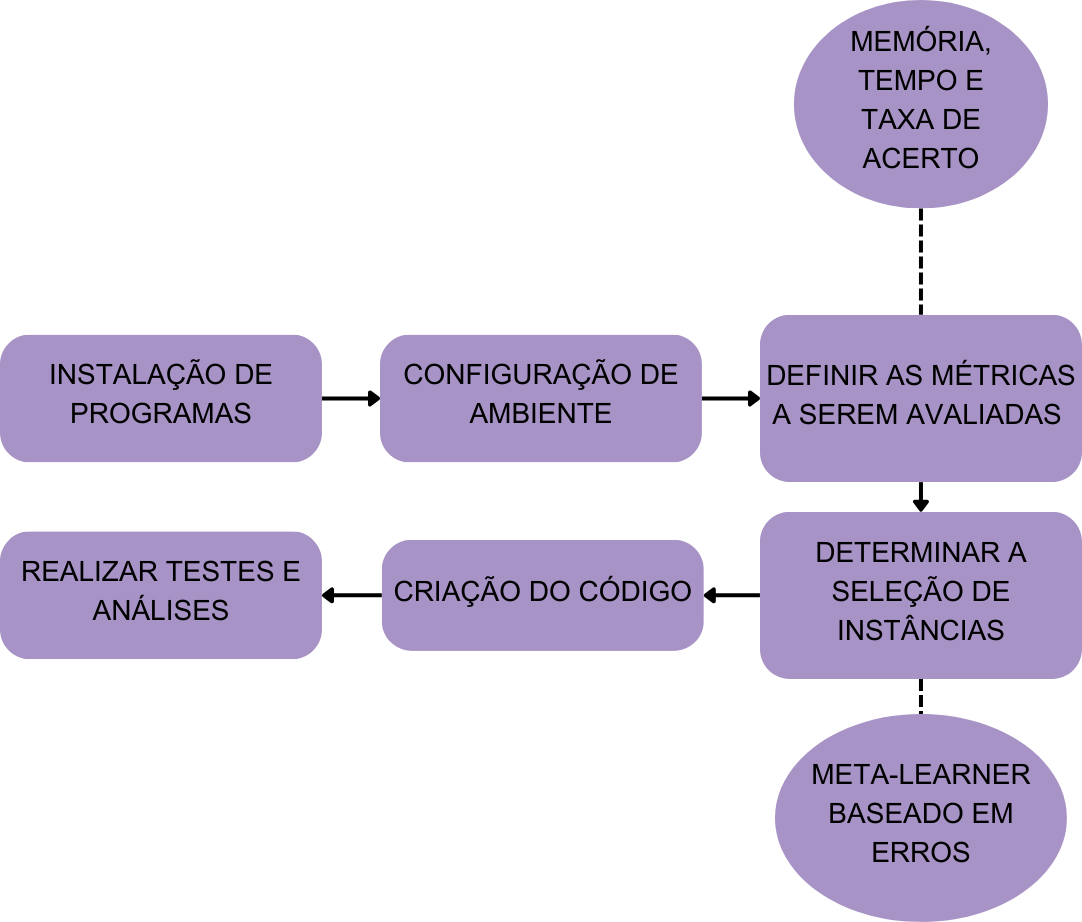 MEMÓRIA,
TEMPO E
TAXA DE
ACERTO
INSTALAÇÃO DE
PROGRAMAS
CONFIGURAÇÃO DE
AMBIENTE
DEFINIR AS MÉTRICAS
A SEREM AVALIADAS
DETERMINAR A
SELEÇÃO DE
INSTÂNCIAS
CRIAÇÃO DO CÓDIGO
REALIZAR TESTES E
ANÁLISES
META-LEARNER
BASEADO EM
ERROS